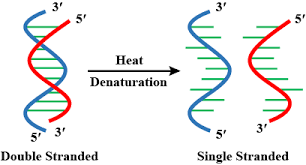 3′
5′
5′
3′
Double Stranded
Heat
Denaturation
3′
5′
5′
3′
Single Stranded